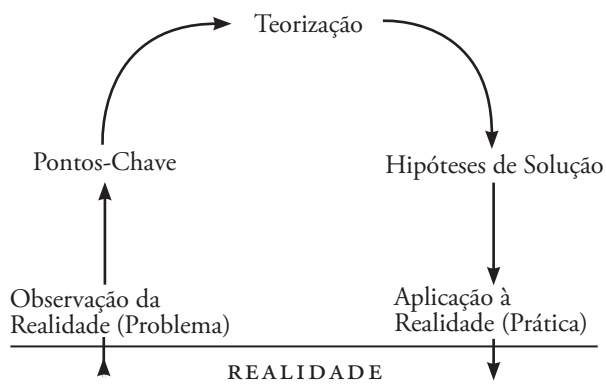 Teorização
Pontos-Chave
Hipóteses de Solução
Observação da
Realidade (Problema)
Aplicação à
Realidade (Prática)
REALIDADE